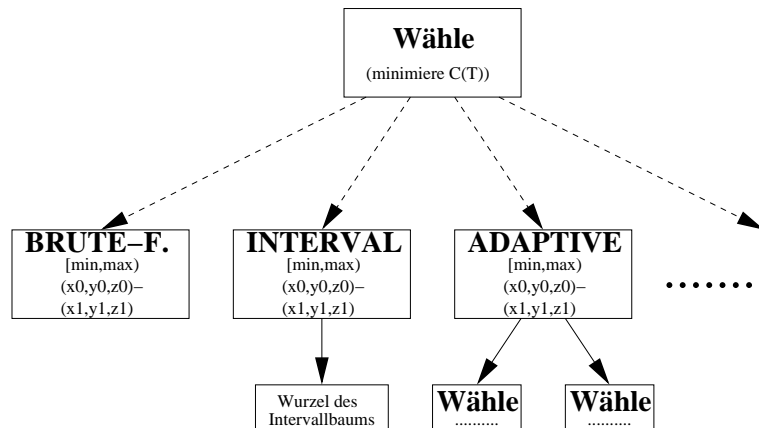 Wähle
(minimiere C(T))
BRUTE–F.
[min,max)
(x0,y0,z0)–
(x1,y1,z1)
INTERVAL
[min,max)
(x0,y0,z0)–
(x1,y1,z1)
ADAPTIVE
[min,max)
(x0,y0,z0)–
(x1,y1,z1)
.......
Wurzel des
Intervallbaums
Wähle
..........
Wähle
..........